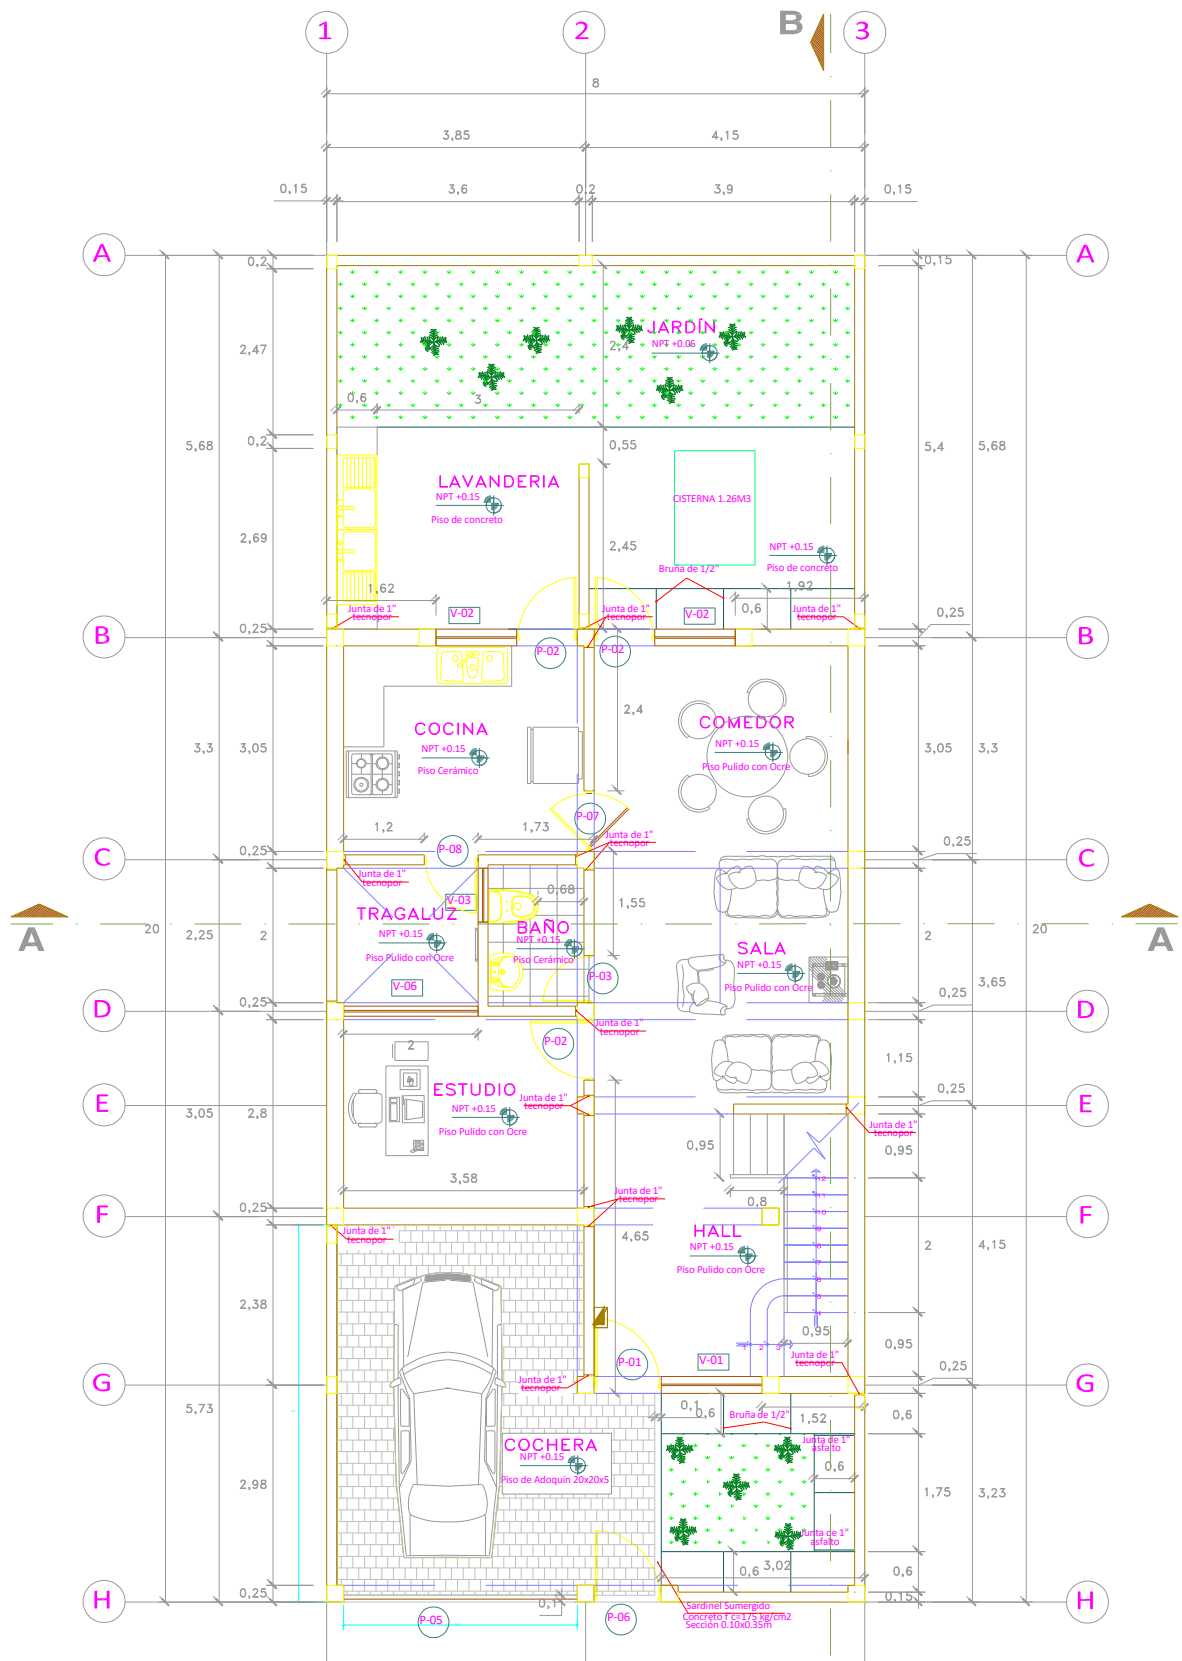 1 2 B 3
8
3,85 4,15
0,15 3,6 0,2 3,9 0,15
A A
0,2 0,15
JARDÍN
NPT +0.05
2,47 2,4
0,6 3
5,68 0,2 0,55 5,4 5,68
LAVANDERIA
NPT +0.15
Piso de concreto
CISTERNA 1.26M3
2,69 2,45
NPT +0.15
Piso de concreto
Bruña de 1/2"
1,62 0,6 1,92
Junta de 1"
tecnopor
V-02
Junta de 1"
tecnopor
V-02
Junta de 1"
tecnopor
0,25 0,25
B B
P-02 P-02
2,4
COCINA
NPT +0.15
Piso Cerámico
COMEDOR
NPT +0.15
Piso Pulido con Ocre
3,3 3,05 3,05 3,3
P-07
1,2 1,73
Junta de 1"
tecnopor
0,25 P-08 0,25
C C
Junta de 1"
tecnopor
0,68 1,55
V-03
TRAGALUZ
NPT +0.15
Piso Pulido con Ocre
BAÑO
NPT +0.15
Piso Cerámico
A 20 2,25 2 2 20 A
SALA
NPT +0.15
Piso Pulido con Ocre
P-03
V-06
3,65
0,25 0,25
D D
Junta de 1"
tecnopor
P-02
2
1,15
ESTUDIO
NPT +0.15
Piso Pulido con Ocre
Junta de 1"
tecnopor
0,25
E E
3,05 2,8
Junta de 1"
tecnopor
0,95 0,95
3,58 0,8
Junta de 1"
tecnopor
12
11
10
9
8
7
6
5
4
1 2 3
0,25
F F
Junta de 1"
tecnopor
4,65
HALL
NPT +0.15
Piso Pulido con Ocre
2 4,15
2,38
0,95 0,95
P-01 V-01
Junta de 1"
tecnopor
Junta de 1"
tecnopor
0,25
G G
5,73
0,1 0,6 1,52 0,6
Bruña de 1/2"
COCHERA
NPT +0.15
Piso de Adoquín 20x20x5
Junta de 1"
asfalto
0,6
2,98 1,75 3,23
Junta de 1"
asfalto
0,6 3,02 0,6
0,25 0,15
H H
0,1
P-05 P-06
Sardinel Sumergido
Concreto f'c=175 kg/cm2
Sección 0.10x0.35m